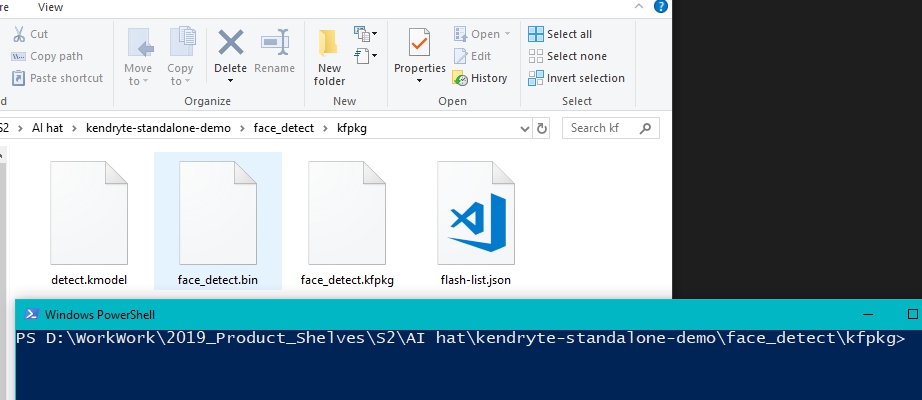 re View
Cut
Copy path
Paste shortcut
Move to
Copy to
Delete
Rename
New folder
Properties
Open
Edit
History
Select all
Select none
Invert selection
d
Organize
New
Open
Select
S2 > AI hat > kendryte-standalone-demo > face_detect > kfpkg
Search kf
detect.kmodel
face_detect.bin
face_detect.kfpkg
flash-list.json
Windows PowerShell
PS D:\WorkWork\2019_Product_Shelves\S2\AI hat\kendryte-standalone-demo\face_detect\kfpkg>